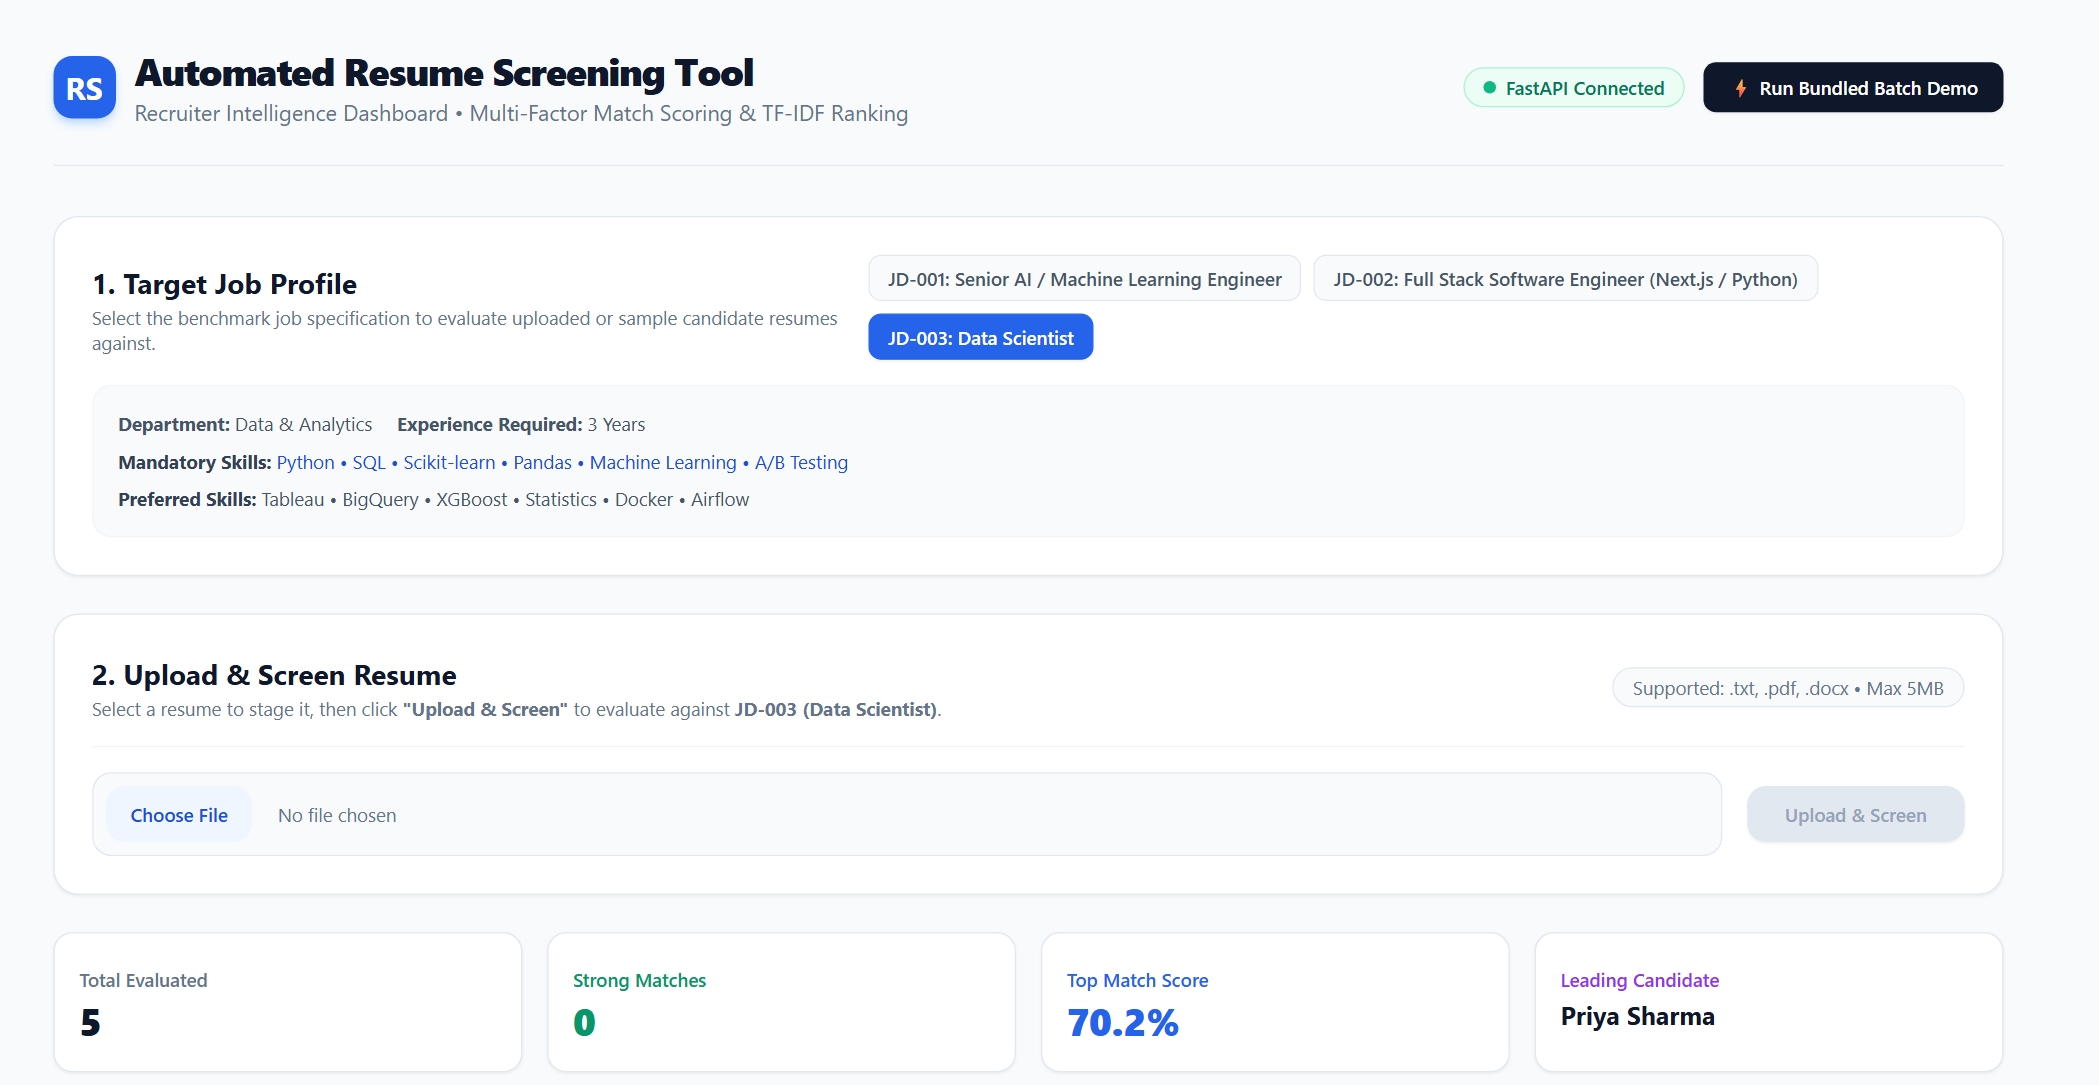 RS
Automated Resume Screening Tool
Recruiter Intelligence Dashboard • Multi-Factor Match Scoring & TF-IDF Ranking
FastAPI Connected
Run Bundled Batch Demo
1. Target Job Profile
Select the benchmark job specification to evaluate uploaded or sample candidate resumes
against.
JD-001: Senior AI / Machine Learning Engineer
JD-002: Full Stack Software Engineer (Next.js / Python)
JD-003: Data Scientist
Department: Data & Analytics Experience Required: 3 Years
Mandatory Skills: Python • SQL • Scikit-learn • Pandas • Machine Learning • A/B Testing
Preferred Skills: Tableau • BigQuery • XGBoost • Statistics • Docker • Airflow
2. Upload & Screen Resume
Select a resume to stage it, then click "Upload & Screen" to evaluate against JD-003 (Data Scientist).
Supported: .txt, .pdf, .docx • Max 5MB
Choose File No file chosen
Upload & Screen
Total Evaluated
5
Strong Matches
0
Top Match Score
70.2%
Leading Candidate
Priya Sharma